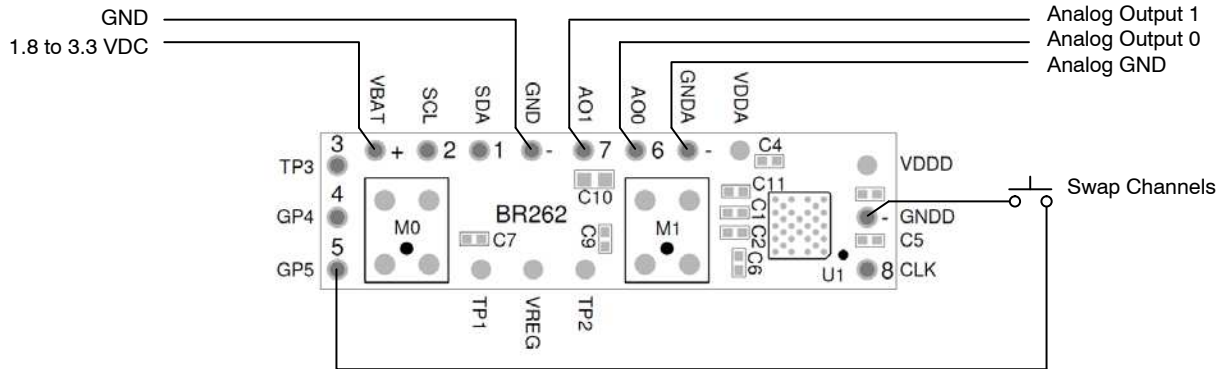 GND
1.8 to 3.3 VDC
Analog Output 1
Analog Output 0
Analog GND
VBAT
SCL
SDA
GND
AO1
AO0
GNDA
VDDA
3
+
2
1
-
7
6
-
C4
TP3
VDDD
4
C10
C11
Swap Channels
GP4
M0
BR262
C9
M1
C1
- GNDD
5
C7
C2
C5
GP5
C6
U1
8 CLK
TP1
VREG
TP2